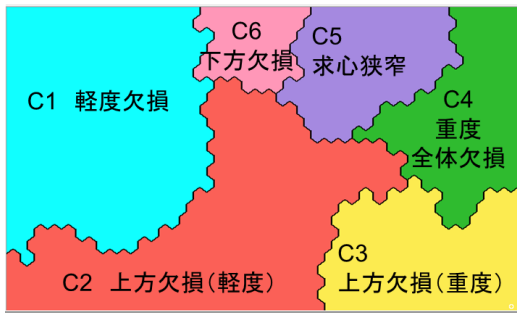 C1 軽度欠損
C6
下方欠損
C5
求心狭窄
C4
重度
全体欠損
C2 上方欠損(軽度)
C3
上方欠損(重度)